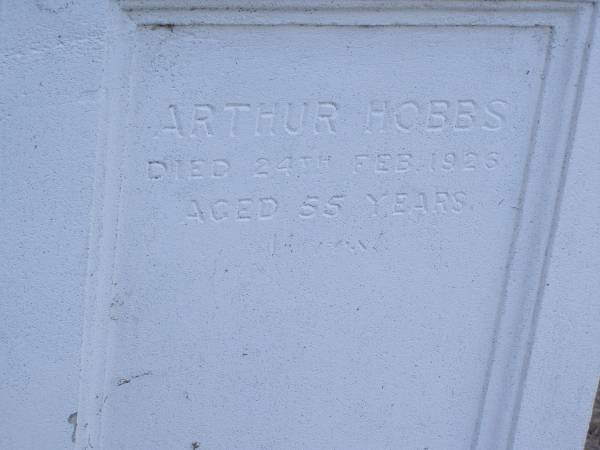 ARTHUR HOBBS
DIED 24TH FEB. 1926
AGED 55 YEARS